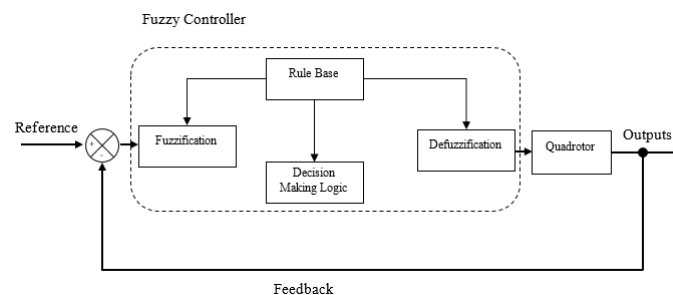 Fuzzy Controller
Rule Base
Reference
+
-
Fuzzification
Decision
Making Logic
Defuzzification
Quadrotor
Outputs
Feedback